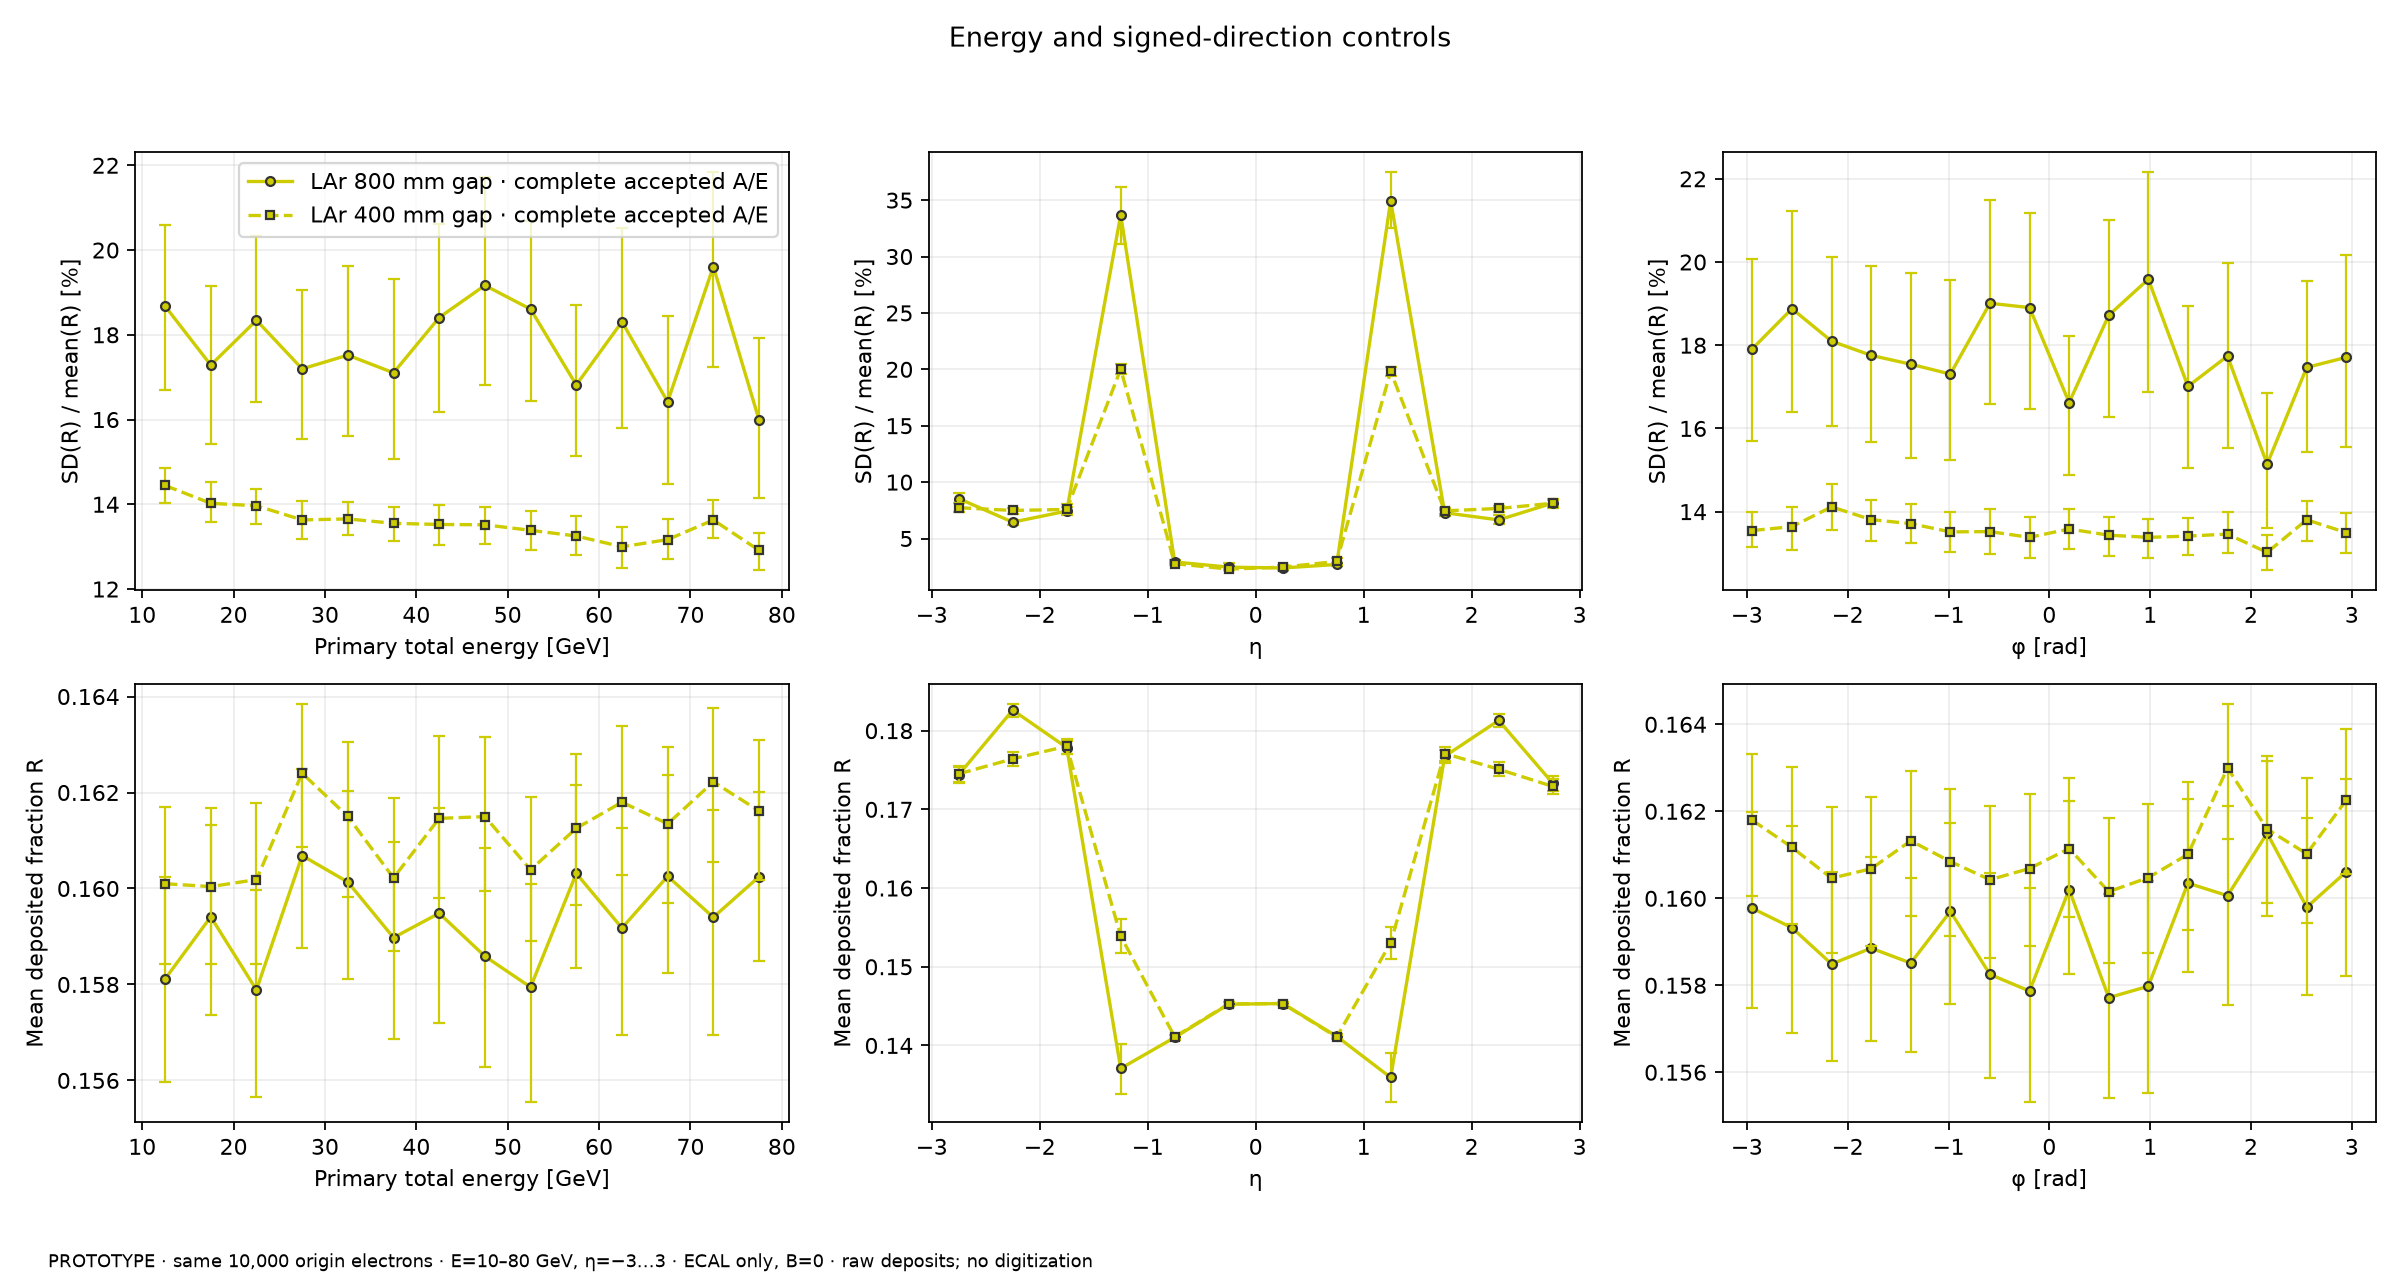 Energy and signed-direction controls
LAr 800 mm gap · complete accepted A/E
LAr 400 mm gap · complete accepted A/E
SD(R) / mean(R) [%]
22
20
18
16
14
12
10 20 30 40 50 60 70 80
Primary total energy [GeV]
SD(R) / mean(R) [%]
35
30
25
20
15
10
5
−3 −2 −1 0 1 2 3
η
SD(R) / mean(R) [%]
22
20
18
16
14
−3 −2 −1 0 1 2 3
φ [rad]
Mean deposited fraction R
0.164
0.162
0.160
0.158
0.156
10 20 30 40 50 60 70 80
Primary total energy [GeV]
Mean deposited fraction R
0.18
0.17
0.16
0.15
0.14
−3 −2 −1 0 1 2 3
η
Mean deposited fraction R
0.164
0.162
0.160
0.158
0.156
−3 −2 −1 0 1 2 3
φ [rad]
PROTOTYPE · same 10,000 origin electrons · E=10–80 GeV, η=−3…3 · ECAL only, B=0 · raw deposits; no digitization